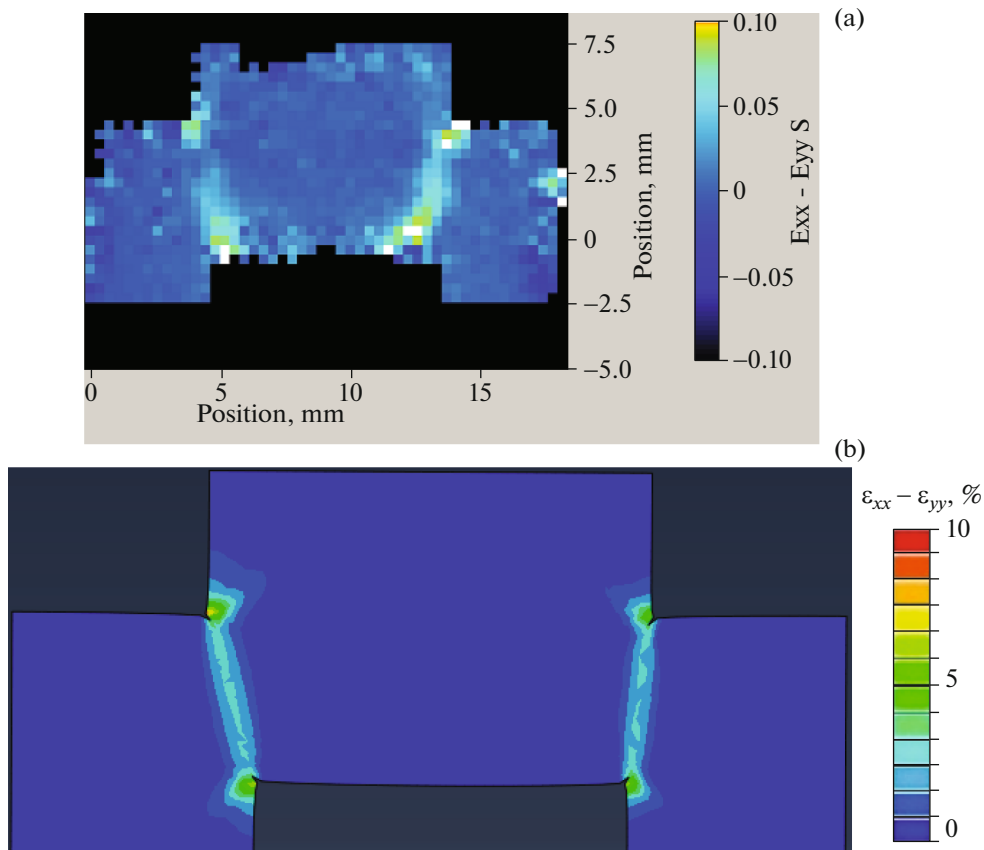 (a)
7.5
5.0
2.5
0
−2.5
−5.0
Position, mm
0.10
0.05
0
−0.05
−0.10
Exx - Eyy S
0 5 10 15
Position, mm
(b)
εxx − εyy, %
10
5
0